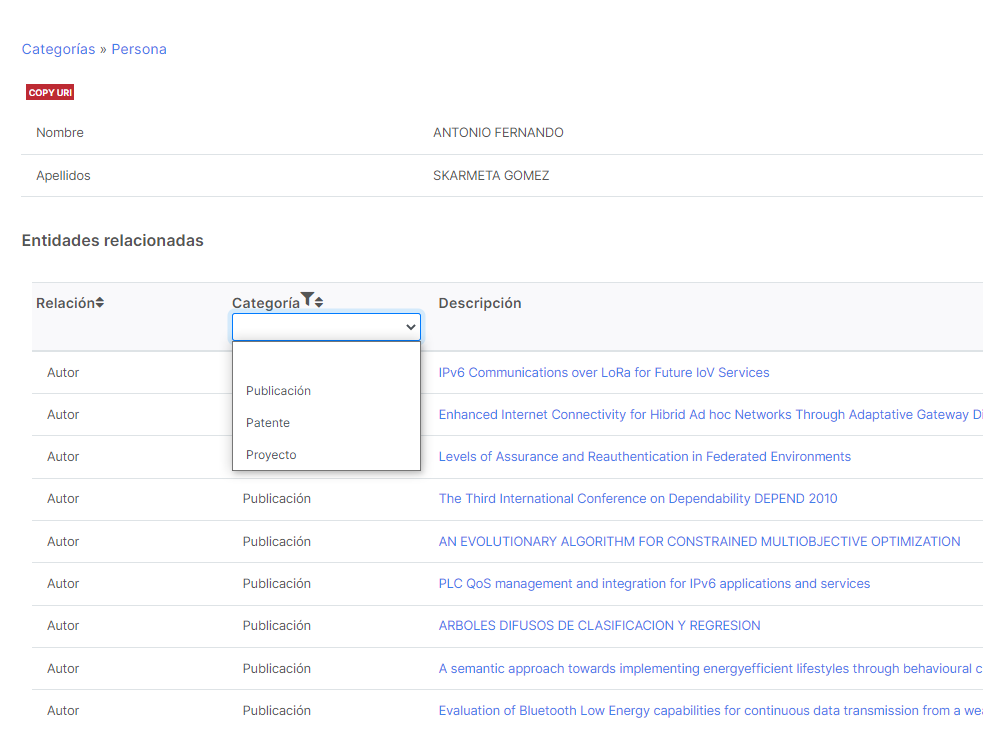 Categorías » Persona
COPY URI
Nombre ANTONIO FERNANDO
Apellidos SKARMETA GOMEZ
Entidades relacionadas
Relación Categoría Descripción
Autor IPv6 Communications over LoRa for Future IoV Services
Publicación
Autor Enhanced Internet Connectivity for Hibrid Ad hoc Networks Through Adaptative Gateway
Patente
Autor Levels of Assurance and Reauthentication in Federated Environments
Proyecto
Autor Publicación The Third International Conference on Dependability DEPEND 2010
Autor Publicación AN EVOLUTIONARY ALGORITHM FOR CONSTRAINED MULTIOBJECTIVE OPTIMIZATION
Autor Publicación PLC QoS management and integration for IPv6 applications and services
Autor Publicación ARBOLES DIFUSOS DE CLASIFICACION Y REGRESION
Autor Publicación A semantic approach towards implementing energyefficient lifestyles through behavioural
Autor Publicación Evaluation of Bluetooth Low Energy capabilities for continuous data transmission from a